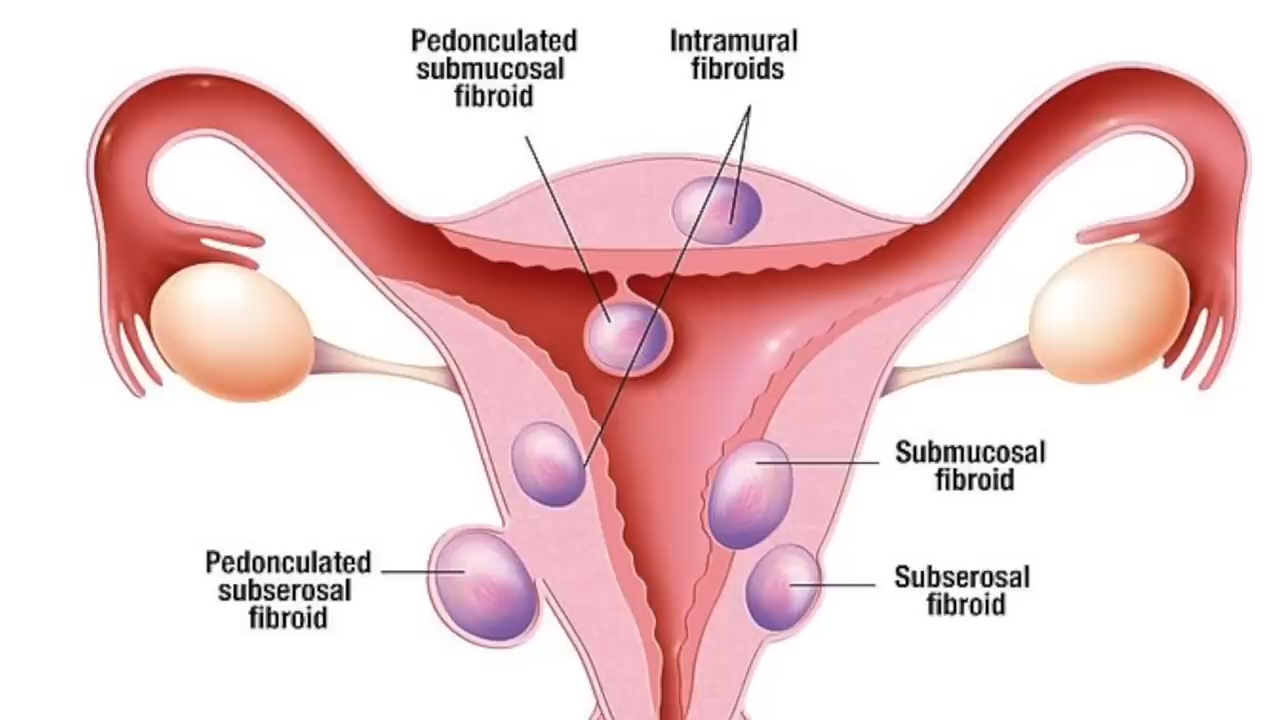 Pedonculated
submucosal
fibroid
Intramural
fibroids
Submucosal
fibroid
Pedonculated
subserosal
fibroid
Subserosal
fibroid